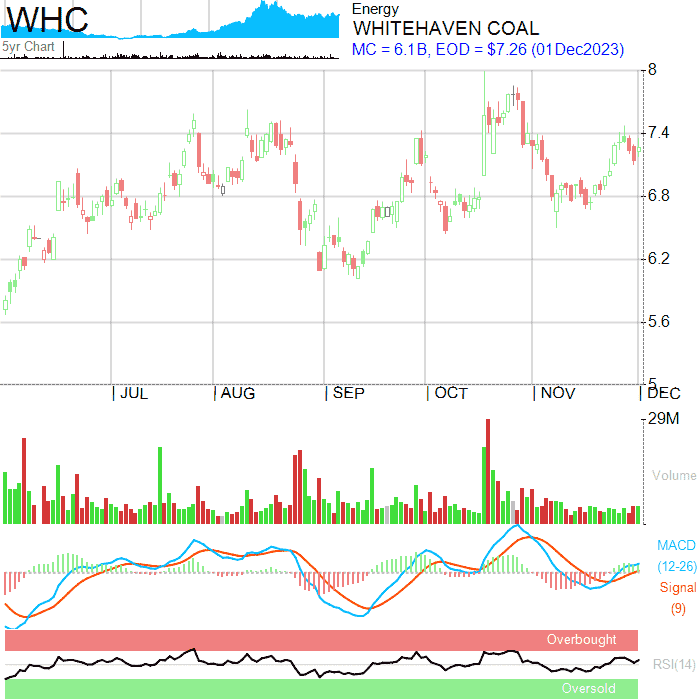 WHC
5yr Chart
Energy
WHITEHAVEN COAL
MC = 6.1B, EOD = $7.26 (01Dec2023)
8
7.4
6.8
6.2
5.6
5
JUL AUG SEP OCT NOV DEC
29M
Volume
MACD
(12-26)
Signal
(9)
Overbought
RSI(14)
Oversold